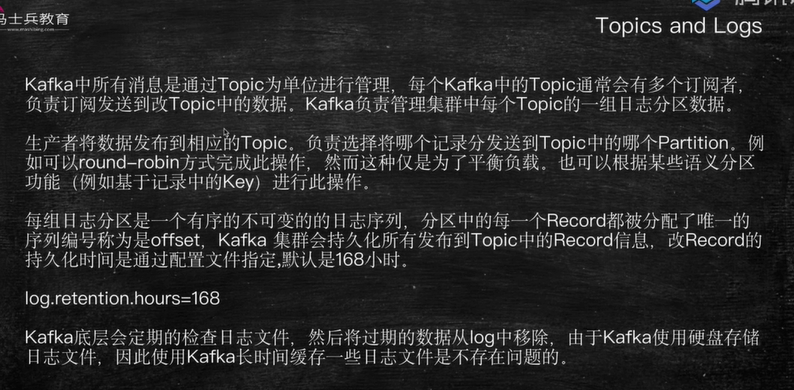 马士兵教育
Topics and Logs
Kafka中所有消息是通过Topic为单位进行管理，每个Kafka中的Topic通常会有多个订阅者，
负责订阅发送到改Topic中的数据。Kafka负责管理集群中每个Topic的一组日志分区数据。
生产者将数据发布到相应的Topic。负责选择将哪个记录分发送到Topic中的哪个Partition。例
如可以round-robin方式完成此操作，然而这种仅是为了平衡负载。也可以根据某些语义分区
功能（例如基于记录中的Key）进行此操作。
每组日志分区是一个有序的不可变的的日志序列，分区中的每一个Record都被分配了唯一的
序列编号称为是offset，Kafka 集群会持久化所有发布到Topic中的Record信息，改Record的
持久化时间是通过配置文件指定,默认是168小时。
log.retention.hours=168
Kafka底层会定期的检查日志文件，然后将过期的数据从log中移除，由于Kafka使用硬盘存储
日志文件，因此使用Kafka长时间缓存一些日志文件是不存在问题的。